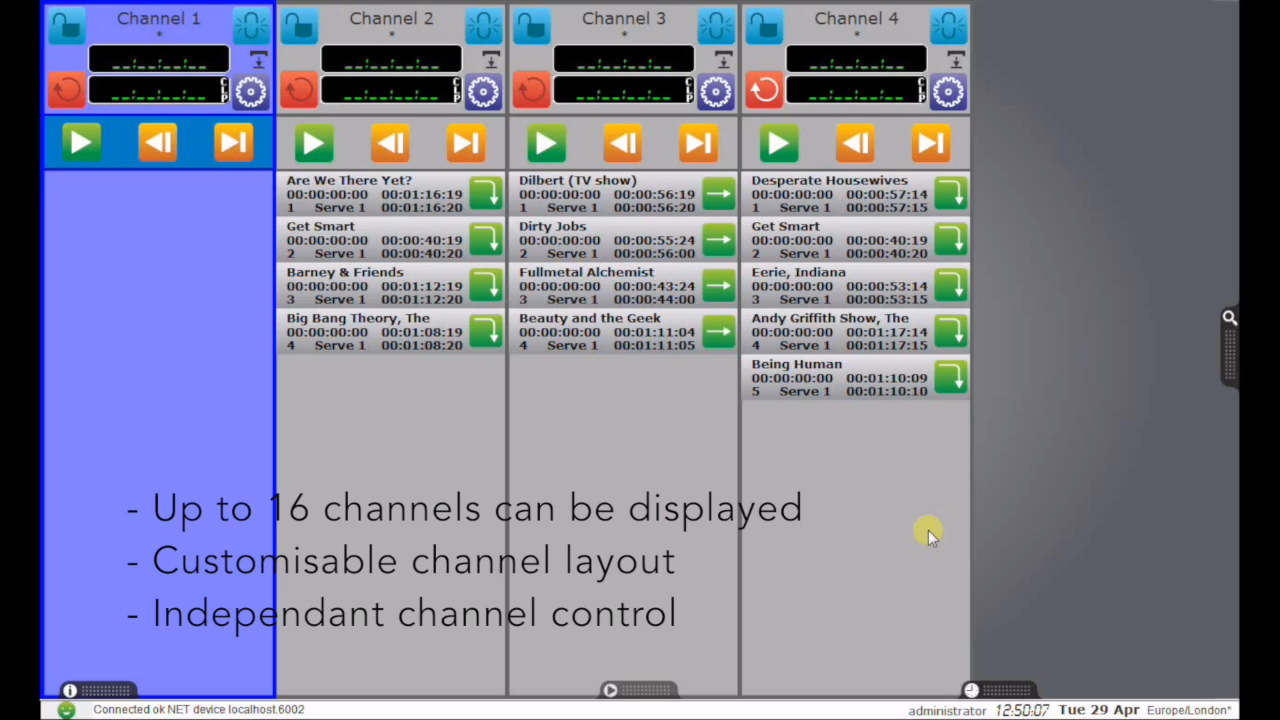 Channel 1
*
--:--:--:--
--:--:--:-- CLP
Channel 2
*
--:--:--:--
--:--:--:-- CLP
Channel 3
*
--:--:--:--
--:--:--:-- CLP
Channel 4
*
--:--:--:--
--:--:--:-- CLP
Are We There Yet?
00:00:00:00 00:01:16:19
1 Serve 1 00:01:16:20
Get Smart
00:00:00:00 00:00:40:19
2 Serve 1 00:00:40:20
Barney & Friends
00:00:00:00 00:01:12:19
3 Serve 1 00:01:12:20
Big Bang Theory, The
00:00:00:00 00:01:08:19
4 Serve 1 00:01:08:20
Dilbert (TV show)
00:00:00:00 00:00:56:19
1 Serve 1 00:00:56:20
Dirty Jobs
00:00:00:00 00:00:55:24
2 Serve 1 00:00:56:00
Fullmetal Alchemist
00:00:00:00 00:00:43:24
3 Serve 1 00:00:44:00
Beauty and the Geek
00:00:00:00 00:01:11:04
4 Serve 1 00:01:11:05
Desperate Housewives
00:00:00:00 00:00:57:14
1 Serve 1 00:00:57:15
Get Smart
00:00:00:00 00:00:40:19
2 Serve 1 00:00:40:20
Eerie, Indiana
00:00:00:00 00:00:53:14
3 Serve 1 00:00:53:15
Andy Griffith Show, The
00:00:00:00 00:01:17:14
4 Serve 1 00:01:17:15
Being Human
00:00:00:00 00:01:10:09
5 Serve 1 00:01:10:10
- Up to 16 channels can be displayed
- Customisable channel layout
- Independant channel control
Connected ok NET device localhost:6002
administrator 12:50:07 Tue 29 Apr Europe/London*